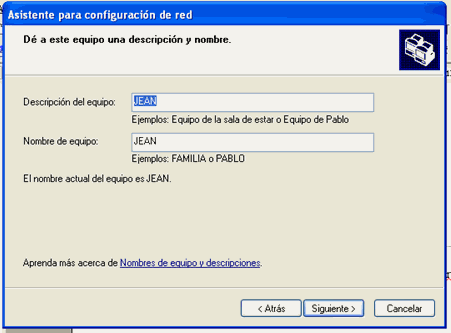 Asistente para configuración de red
Dé a este equipo una descripción y nombre.
Descripción del equipo: JEAN
Ejemplos: Equipo de la sala de estar o Equipo de Pablo
Nombre de equipo: JEAN
Ejemplos: FAMILIA o PABLO
El nombre actual del equipo es JEAN.
Aprenda más acerca de Nombres de equipo y descripciones.
< Atrás Siguiente > Cancelar